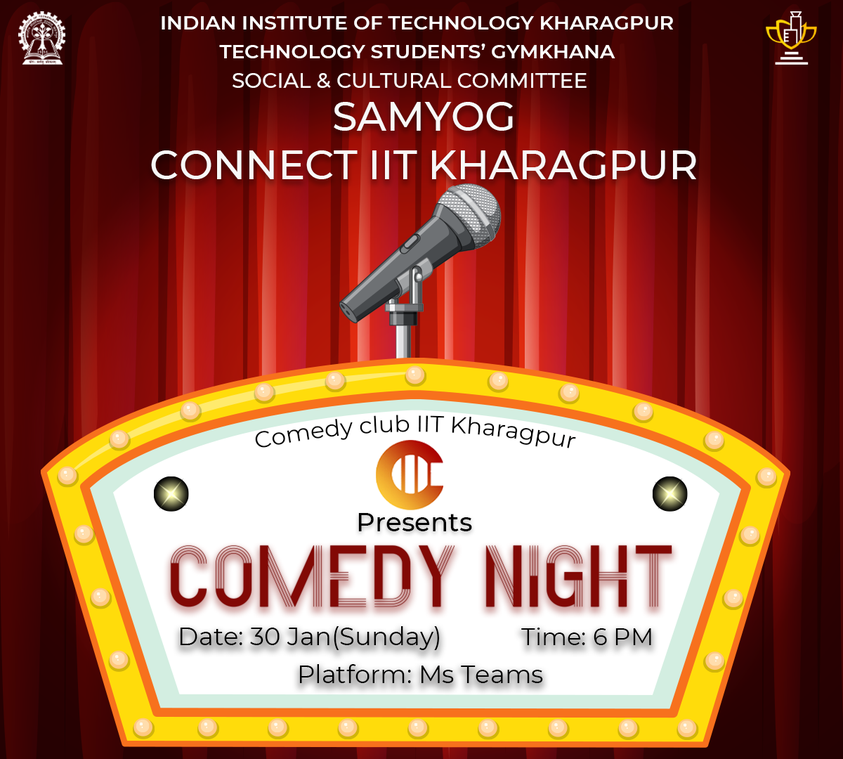 INDIAN INSTITUTE OF TECHNOLOGY KHARAGPUR
TECHNOLOGY STUDENTS’ GYMKHANA
SOCIAL & CULTURAL COMMITTEE
SAMYOG
CONNECT IIT KHARAGPUR
Comedy club IIT Kharagpur
Presents
COMEDY NIGHT
Date: 30 Jan(Sunday) Time: 6 PM
Platform: Ms Teams